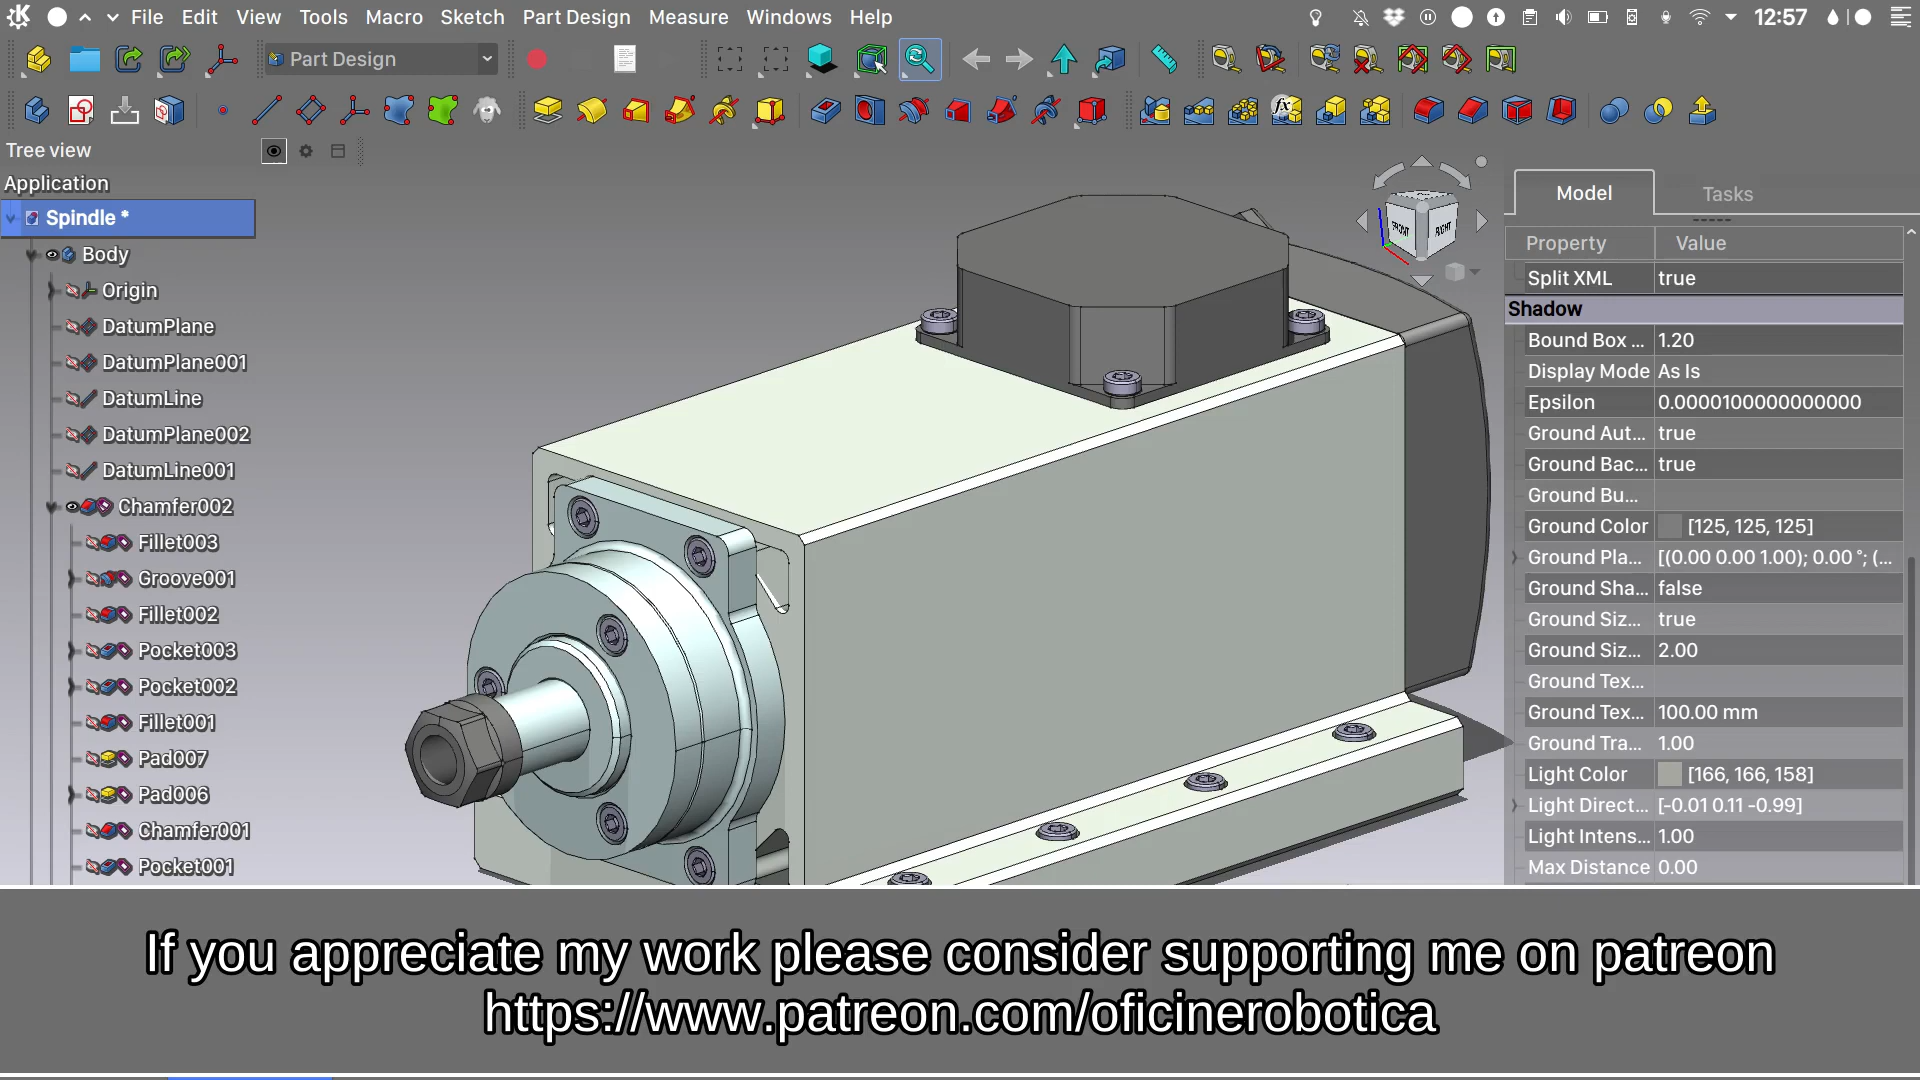 File Edit View Tools Macro Sketch Part Design Measure Windows Help 12:57
Part Design
fx
Tree view
Application
Spindle *
Body
Origin
DatumPlane
DatumPlane001
DatumLine
DatumPlane002
DatumLine001
Chamfer002
Fillet003
Groove001
Fillet002
Pocket003
Pocket002
Fillet001
Pad007
Pad006
Chamfer001
Pocket001
FRONT RIGHT
Model Tasks
Property Value
Split XML true
Shadow
Bound Box ... 1.20
Display Mode As Is
Epsilon 0.0000100000000000
Ground Aut... true
Ground Bac... true
Ground Bu...
Ground Color [125, 125, 125]
Ground Pla... [(0.00 0.00 1.00); 0.00 °; (...
Ground Sha... false
Ground Siz... true
Ground Siz... 2.00
Ground Tex...
Ground Tex... 100.00 mm
Ground Tra... 1.00
Light Color [166, 166, 158]
Light Direct... [-0.01 0.11 -0.99]
Light Intens... 1.00
Max Distance 0.00
If you appreciate my work please consider supporting me on patreon
https://www.patreon.com/oficinerobotica